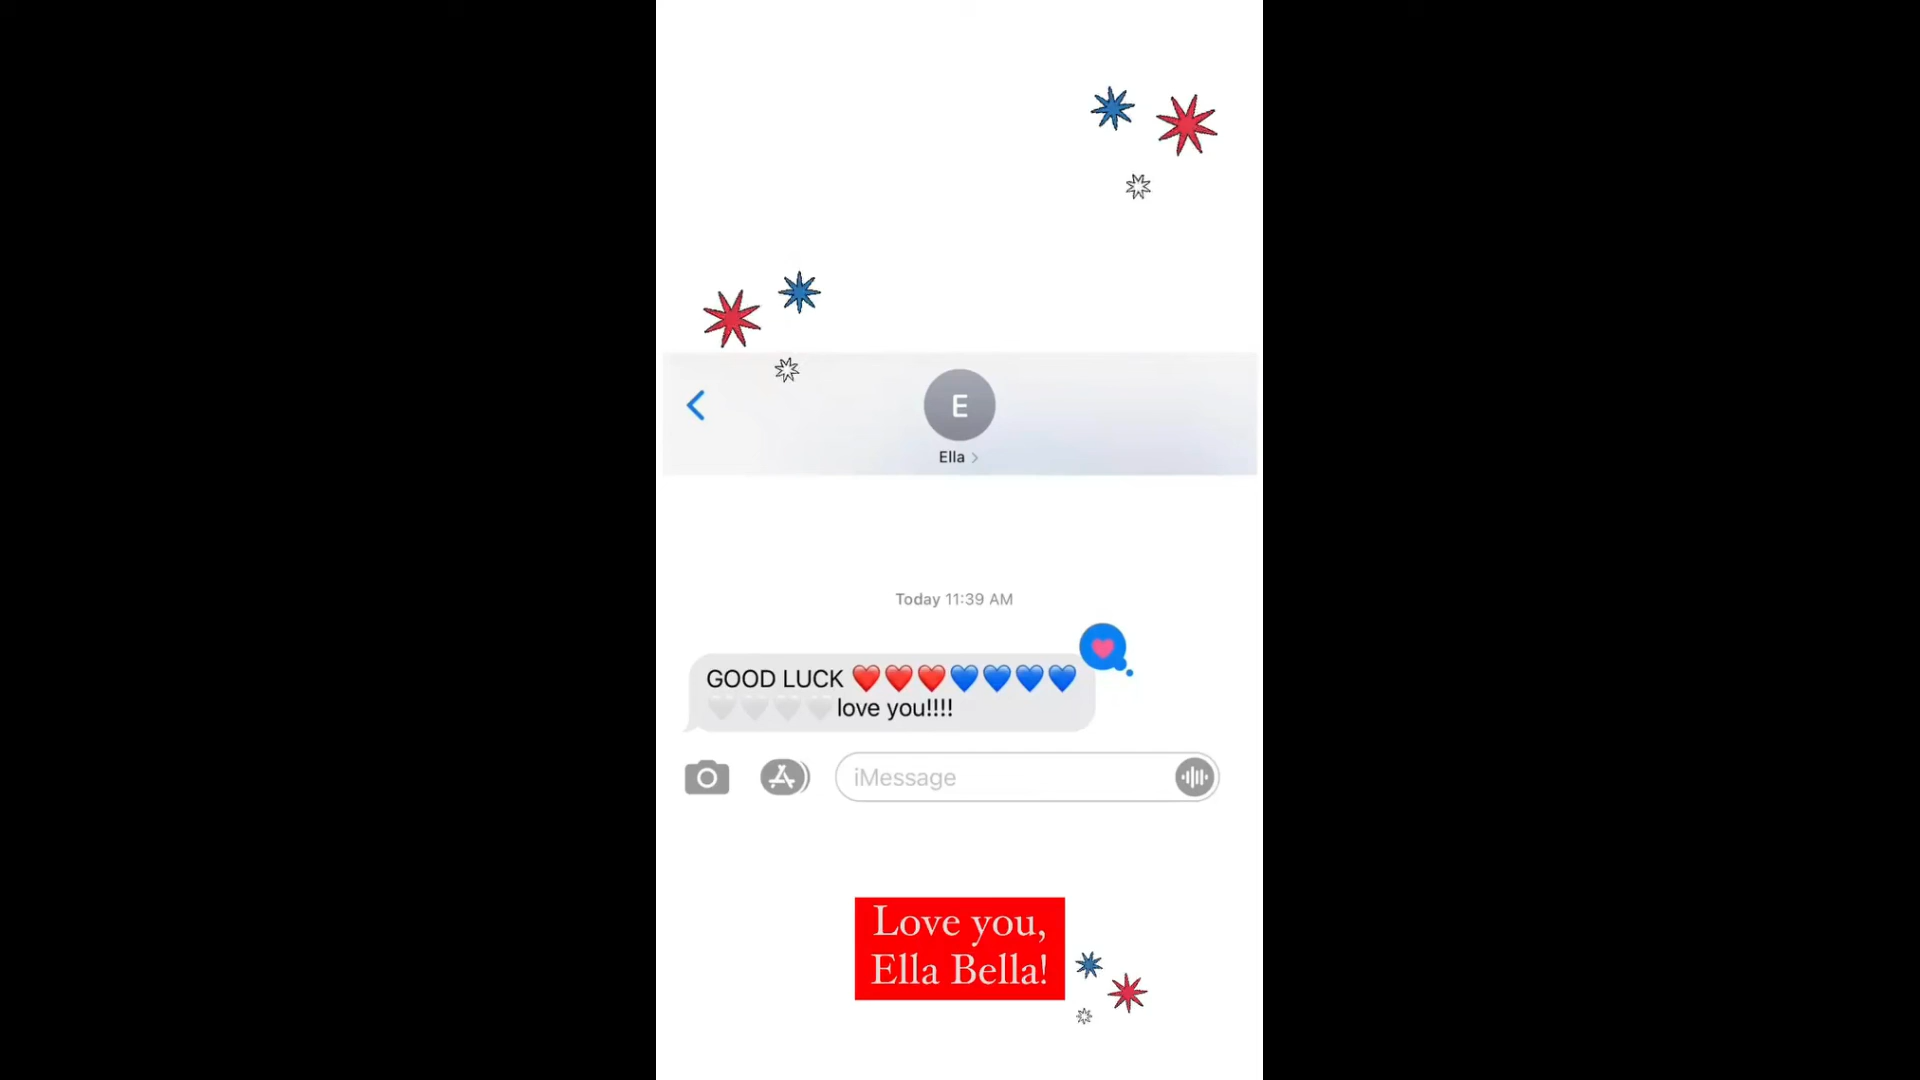 E
Ella
Today 11:39 AM
GOOD LUCK ❤️❤️❤️💙💙💙💙
🤍🤍🤍🤍love you!!!!
iMessage
Love you,
Ella Bella!